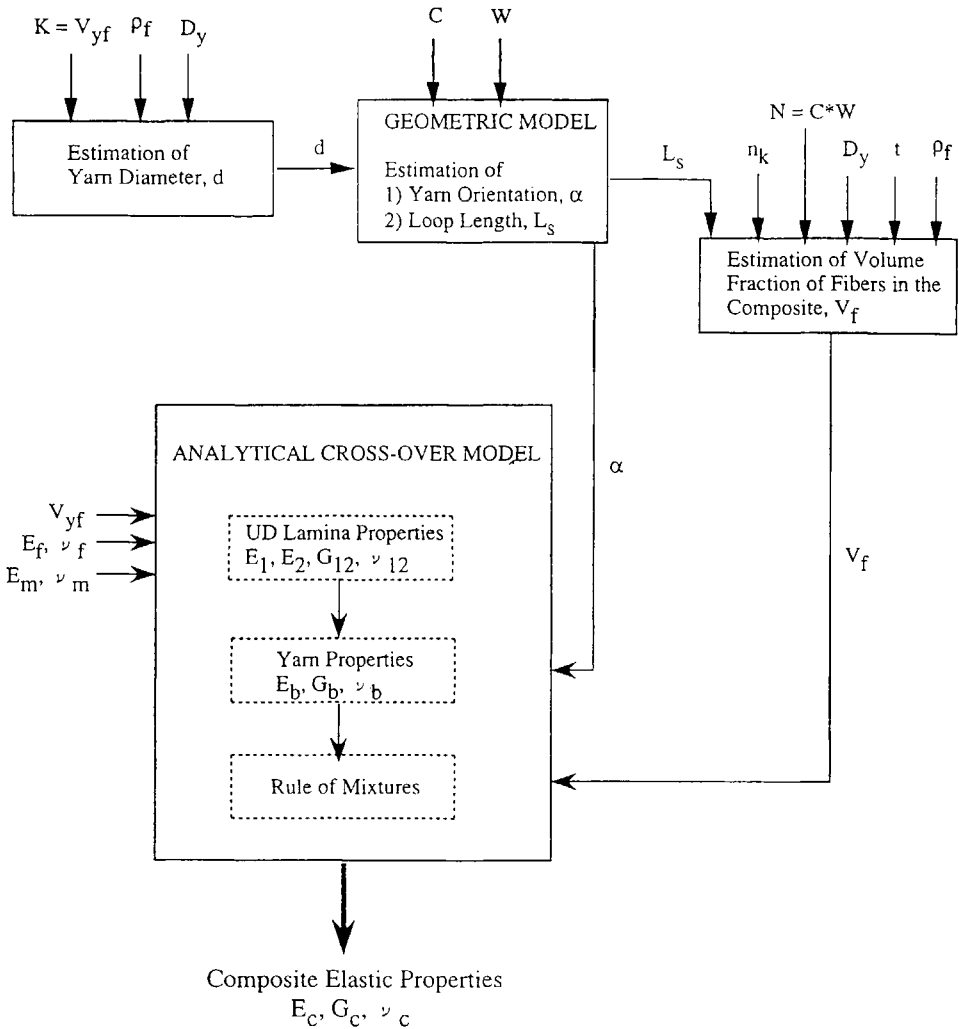 K = V_yf ρ_f D_y
C W
Estimation of
Yarn Diameter, d
d
GEOMETRIC MODEL
Estimation of
1) Yarn Orientation, α
2) Loop Length, L_s
L_s
N = C*W
n_k D_y t ρ_f
Estimation of Volume
Fraction of Fibers in the
Composite, V_f
α
V_f
ANALYTICAL CROSS-OVER MODEL
V_yf
E_f, ν_f
E_m, ν_m
UD Lamina Properties
E_1, E_2, G_12, ν_12
Yarn Properties
E_b, G_b, ν_b
Rule of Mixtures
Composite Elastic Properties
E_c, G_c, ν_c